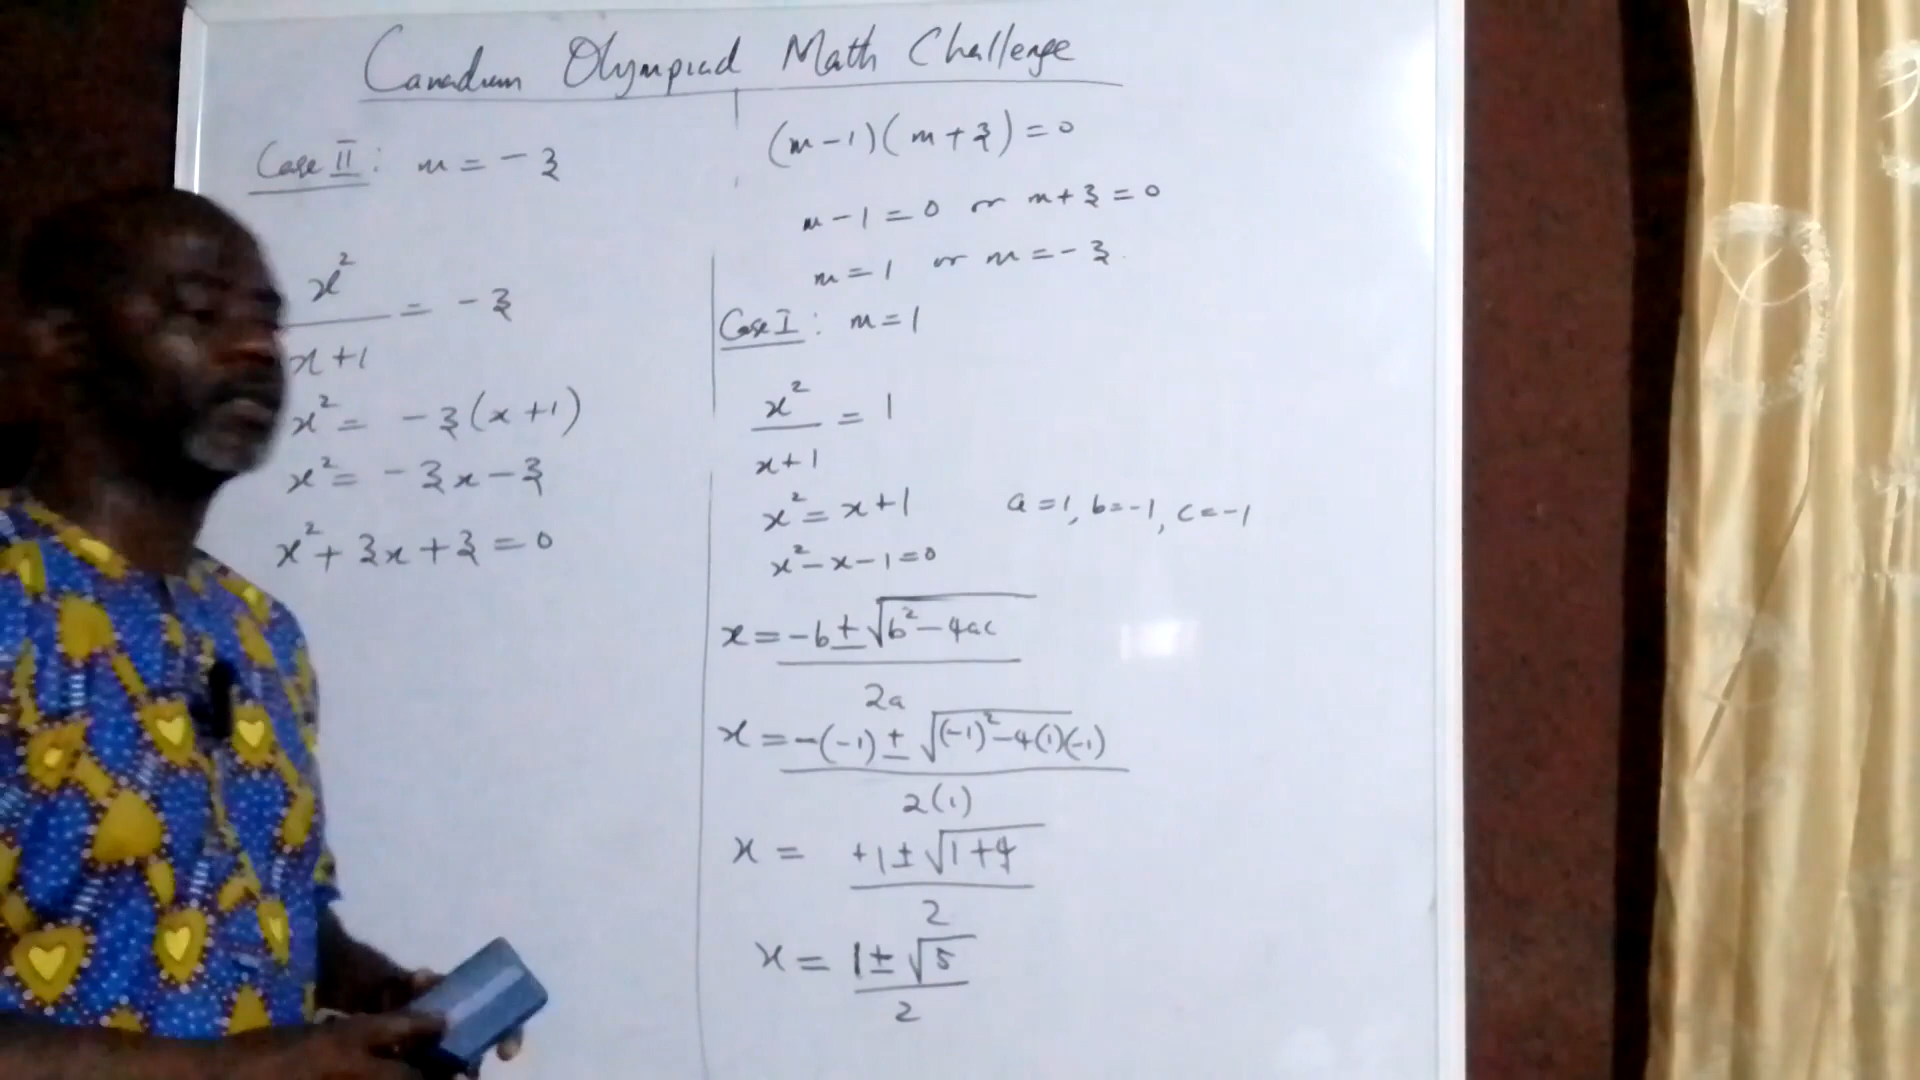 Canadian Olympiad Math Challenge
Case II: m = -3
x²/(x+1) = -3
x² = -3(x+1)
x² = -3x-3
x²+3x+3=0
(m-1)(m+3)=0
m-1=0 or m+3=0
m=1 or m=-3.
Case I: m=1
x²/(x+1) = 1
x²=x+1 a=1, b=-1, c=-1
x²-x-1=0
x=(-b±√(b²-4ac))/2a
x=(-(-1)±√((-1)²-4(1)(-1)))/2(1)
x=(+1±√(1+4))/2
x=(1±√5)/2